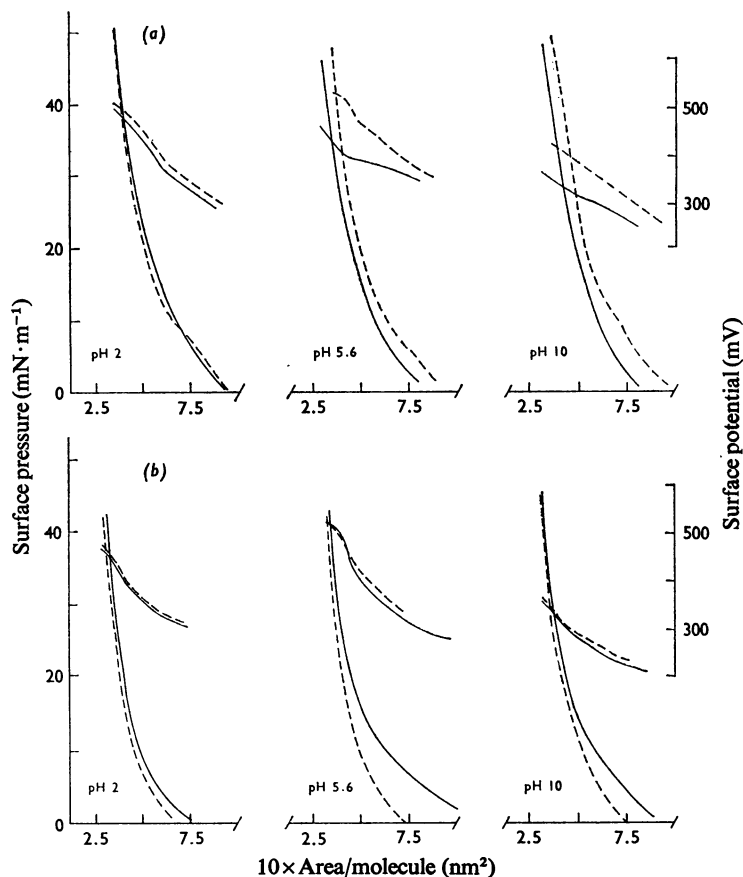 (a)
40
20
0
pH 2
pH 5.6
pH 10
500
300
2.5 7.5 2.5 7.5 2.5 7.5
(b)
40
20
0
pH 2
pH 5.6
pH 10
500
300
2.5 7.5 2.5 7.5 2.5 7.5
Surface pressure (mN·m⁻¹)
Surface potential (mV)
10 × Area/molecule (nm²)